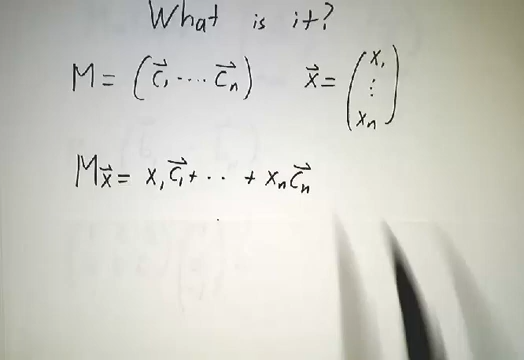 What is it?
M = (c⃗₁ ···· c⃗ₙ) x⃗ = (x₁ ⋮ xₙ)
Mx⃗ = x₁c⃗₁ + ·· + xₙc⃗ₙ